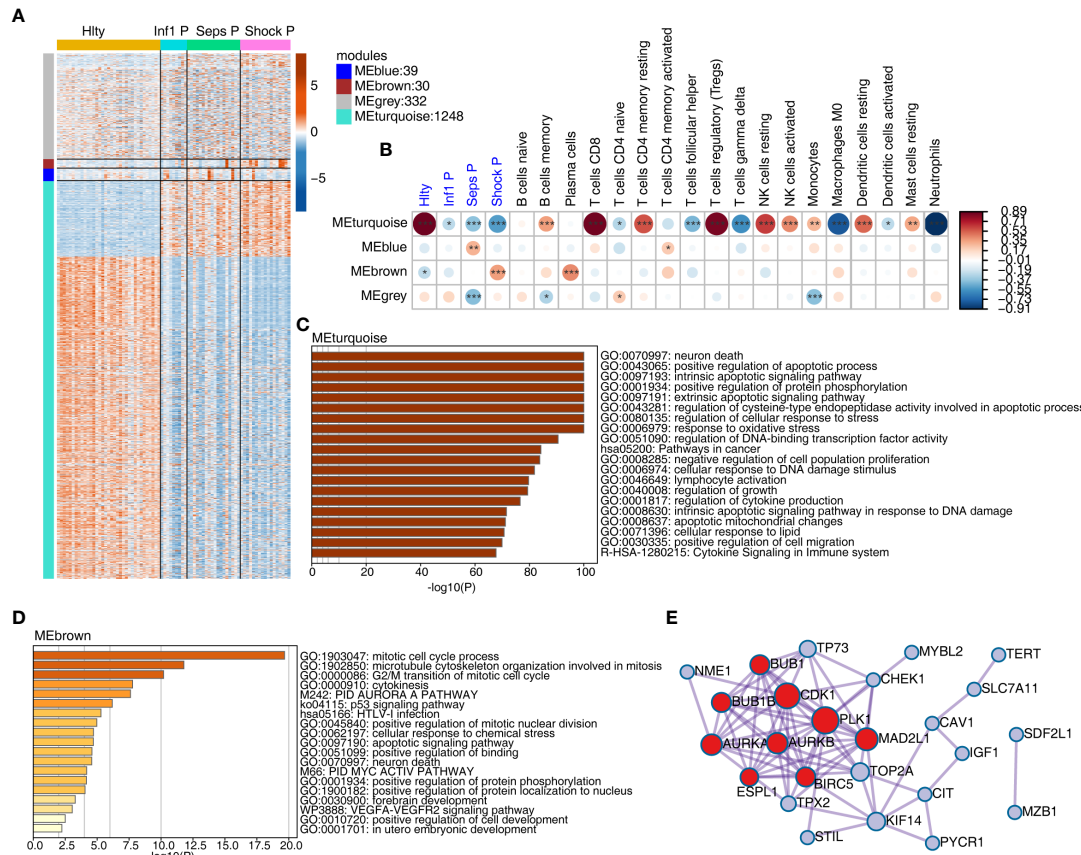 A
Hlty
Inf1 P
Seps P
Shock P
5
0
−5
modules
MEblue:39
MEbrown:30
MEgrey:332
MEturquoise:1248
B
Hlty
Inf1 P
Seps P
Shock P
B cells naive
B cells memory
Plasma cells
T cells CD8
T cells CD4 naive
T cells CD4 memory resting
T cells CD4 memory activated
T cells follicular helper
T cells regulatory (Tregs)
T cells gamma delta
NK cells resting
NK cells activated
Monocytes
Macrophages M0
Dendritic cells resting
Dendritic cells activated
Mast cells resting
Neutrophils
MEturquoise
MEblue
MEbrown
MEgrey
0.89
0.71
0.53
0.35
0.17
−0.01
−0.19
−0.37
−0.55
−0.73
−0.91
C
MEturquoise
GO:0070997: neuron death
GO:0043065: positive regulation of apoptotic process
GO:0097193: intrinsic apoptotic signaling pathway
GO:0001934: positive regulation of protein phosphorylation
GO:0097191: extrinsic apoptotic signaling pathway
GO:0043281: regulation of cysteine-type endopeptidase activity involved in apoptotic process
GO:0080135: regulation of cellular response to stress
GO:0006979: response to oxidative stress
GO:0051090: regulation of DNA-binding transcription factor activity
hsa05200: Pathways in cancer
GO:0008285: negative regulation of cell population proliferation
GO:0006974: cellular response to DNA damage stimulus
GO:0046649: lymphocyte activation
GO:0040008: regulation of growth
GO:0001817: regulation of cytokine production
GO:0008630: intrinsic apoptotic signaling pathway in response to DNA damage
GO:0008637: apoptotic mitochondrial changes
GO:0071396: cellular response to lipid
GO:0030335: positive regulation of cell migration
R-HSA-1280215: Cytokine Signaling in Immune system
0 20 40 60 80 100
-log10(P)
D
MEbrown
GO:1903047: mitotic cell cycle process
GO:1902850: microtubule cytoskeleton organization involved in mitosis
GO:0000086: G2/M transition of mitotic cell cycle
GO:0000910: cytokinesis
M242: PID AURORA A PATHWAY
ko04115: p53 signaling pathway
hsa05166: HTLV-I infection
GO:0045840: positive regulation of mitotic nuclear division
GO:0062197: cellular response to chemical stress
GO:0097190: apoptotic signaling pathway
GO:0051099: positive regulation of binding
GO:0070997: neuron death
M66: PID MYC ACTIV PATHWAY
GO:0001934: positive regulation of protein phosphorylation
GO:1900182: positive regulation of protein localization to nucleus
GO:0030900: forebrain development
WP3888: VEGFA-VEGFR2 signaling pathway
GO:0010720: positive regulation of cell development
GO:0001701: in utero embryonic development
0.0 2.5 5.0 7.5 10.0 12.5 15.0 17.5 20.0
-log10(P)
E
TP73
MYBL2
TERT
NME1
BUB1
CHEK1
SLC7A11
CDK1
BUB1B
PLK1
CAV1
SDF2L1
AURKA
AURKB
MAD2L1
IGF1
TOP2A
ESPL1
BIRC5
CIT
TPX2
MZB1
KIF14
STIL
PYCR1